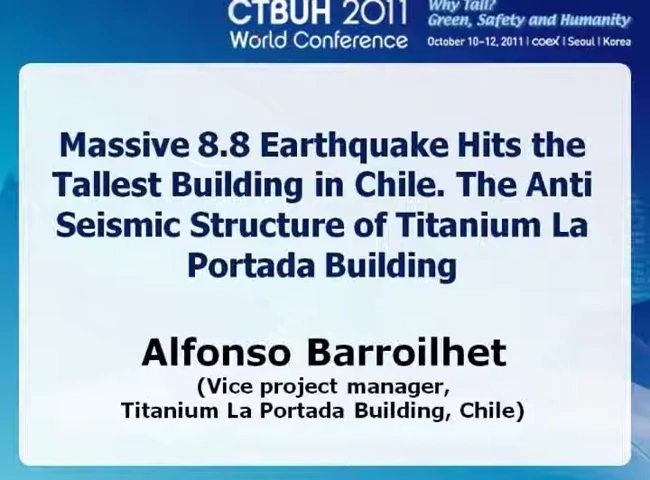 CTBUH 2011
World Conference
Why Tall?
Green, Safety and Humanity
October 10-12, 2011 | coex | Seoul | Korea
Massive 8.8 Earthquake Hits the
Tallest Building in Chile. The Anti
Seismic Structure of Titanium La
Portada Building
Alfonso Barroilhet
(Vice project manager,
Titanium La Portada Building, Chile)